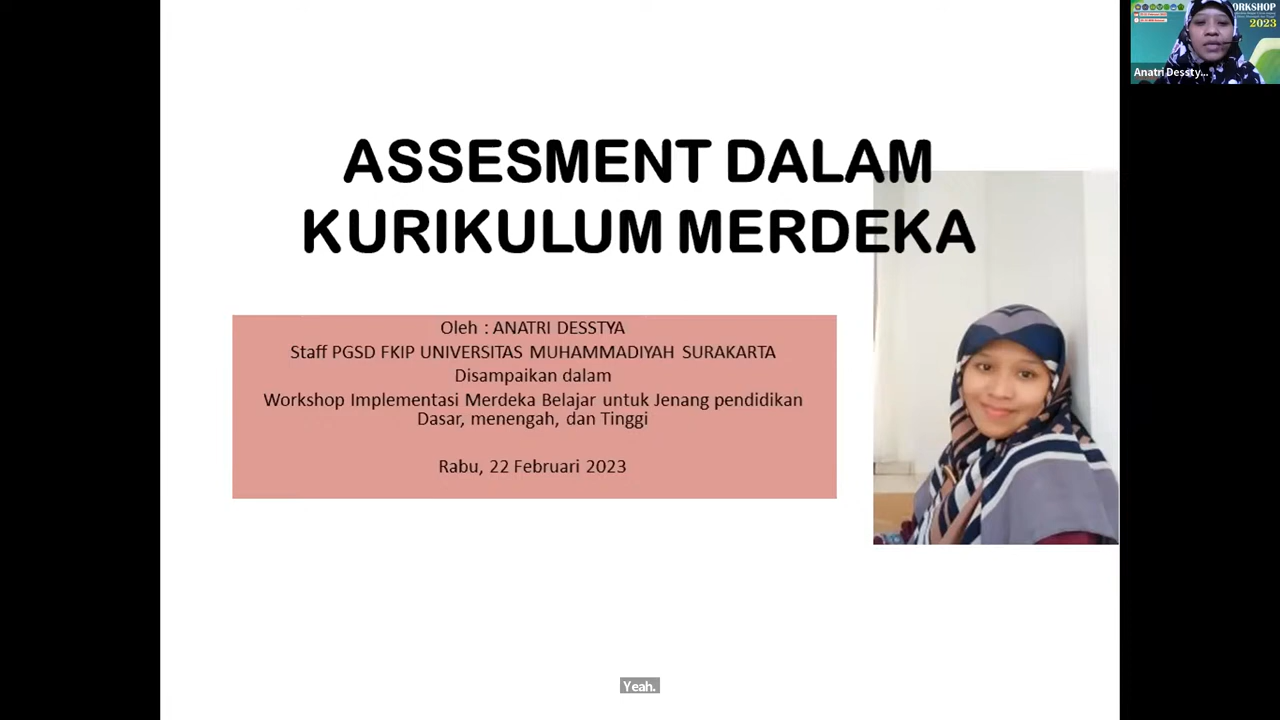 ASSESMENT DALAM
KURIKULUM MERDEKA
Oleh : ANATRI DESSTYA
Staff PGSD FKIP UNIVERSITAS MUHAMMADIYAH SURAKARTA
Disampaikan dalam
Workshop Implementasi Merdeka Belajar untuk Jenang pendidikan
Dasar, menengah, dan Tinggi
Rabu, 22 Februari 2023
Yeah.
2023
Anatri Dessty...